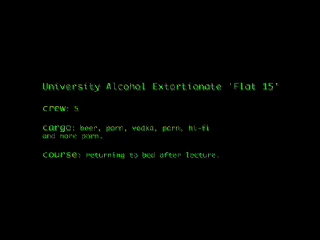 University Alcohol Extortionate 'Flat 15'
crew: 5
cargo: beer, porn, vodka, porn, hi-fi
and more porn.
course: returning to bed after lecture.